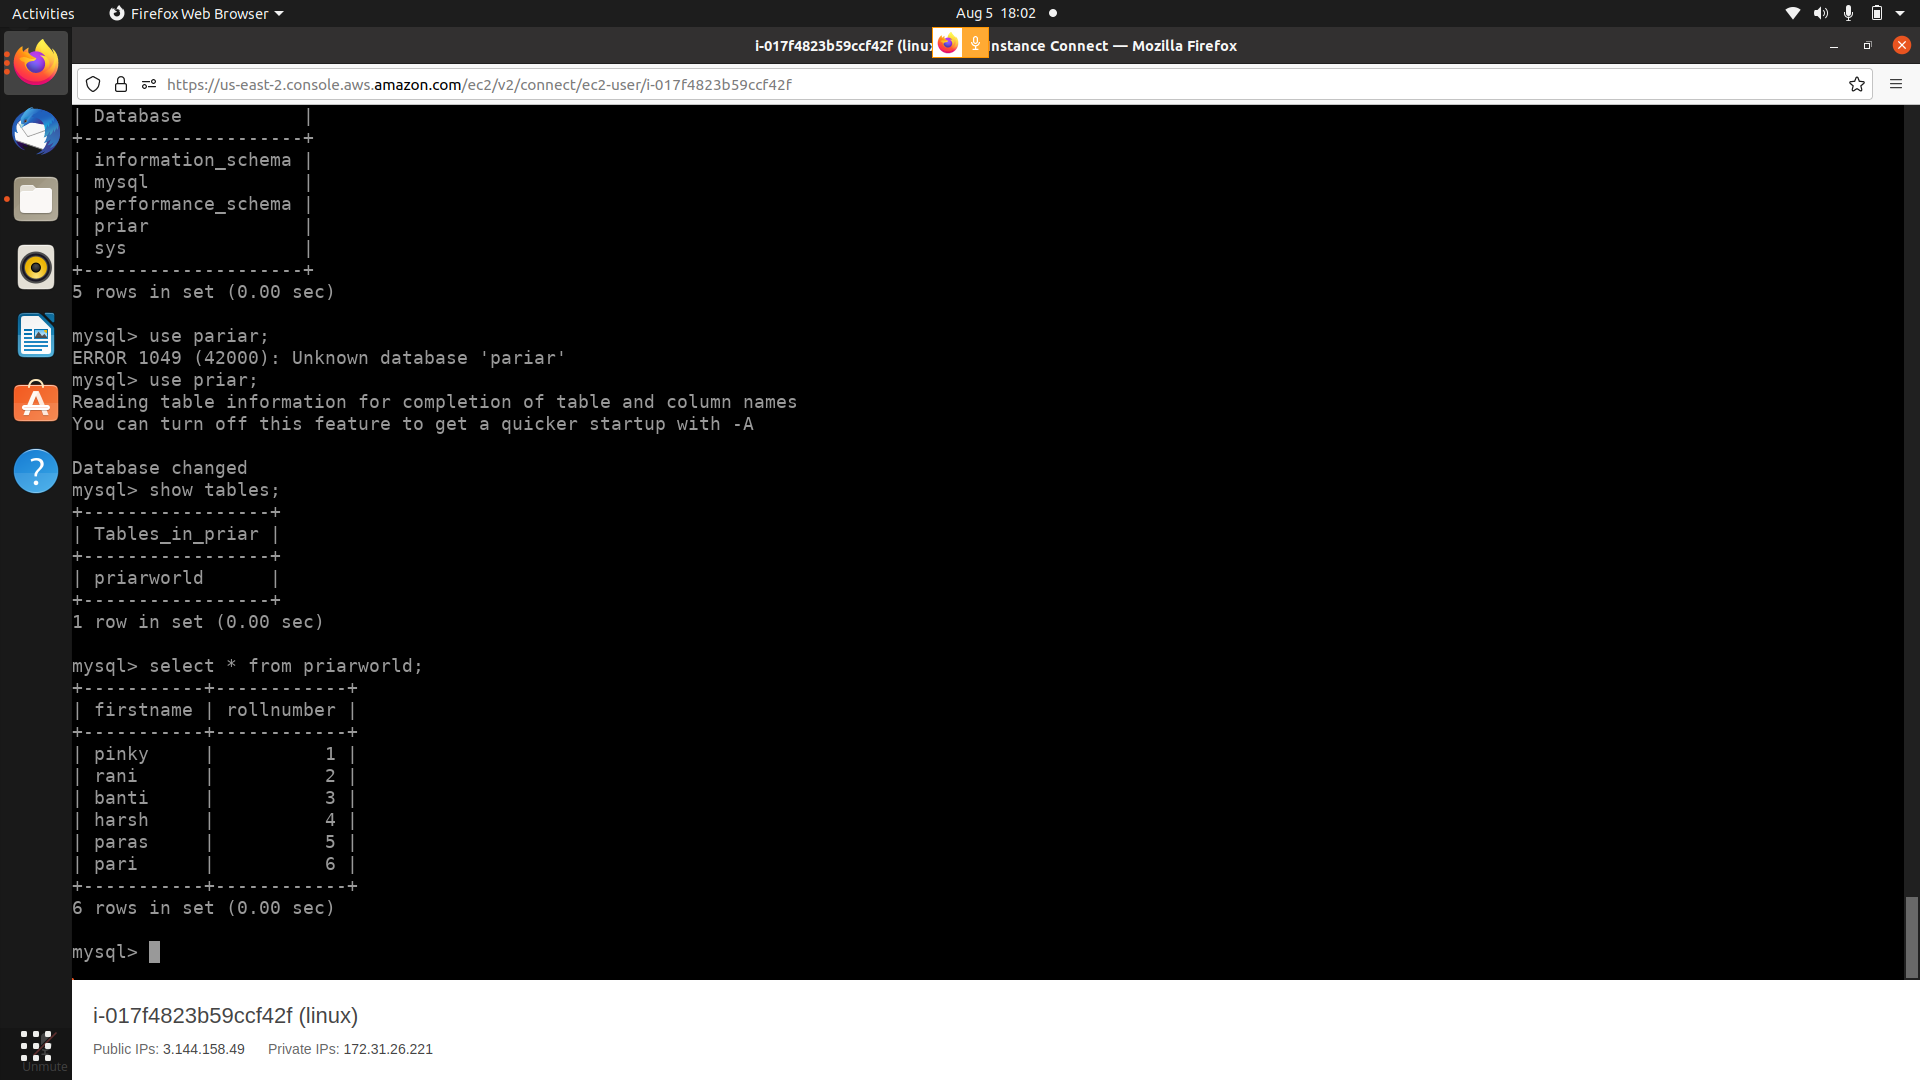 Activities Firefox Web Browser Aug 5 18:02
i-017f4823b59ccf42f (linux nstance Connect — Mozilla Firefox
https://us-east-2.console.aws.amazon.com/ec2/v2/connect/ec2-user/i-017f4823b59ccf42f
| Database           |
+--------------------+
| information_schema |
| mysql              |
| performance_schema |
| priar              |
| sys                |
+--------------------+
5 rows in set (0.00 sec)
mysql> use pariar;
ERROR 1049 (42000): Unknown database 'pariar'
mysql> use priar;
Reading table information for completion of table and column names
You can turn off this feature to get a quicker startup with -A
Database changed
mysql> show tables;
+-----------------+
| Tables_in_priar |
+-----------------+
| priarworld      |
+-----------------+
1 row in set (0.00 sec)
mysql> select * from priarworld;
+-----------+------------+
| firstname | rollnumber |
+-----------+------------+
| pinky     |          1 |
| rani      |          2 |
| banti     |          3 |
| harsh     |          4 |
| paras     |          5 |
| pari      |          6 |
+-----------+------------+
6 rows in set (0.00 sec)
mysql>
i-017f4823b59ccf42f (linux)
Public IPs: 3.144.158.49 Private IPs: 172.31.26.221
Unmute